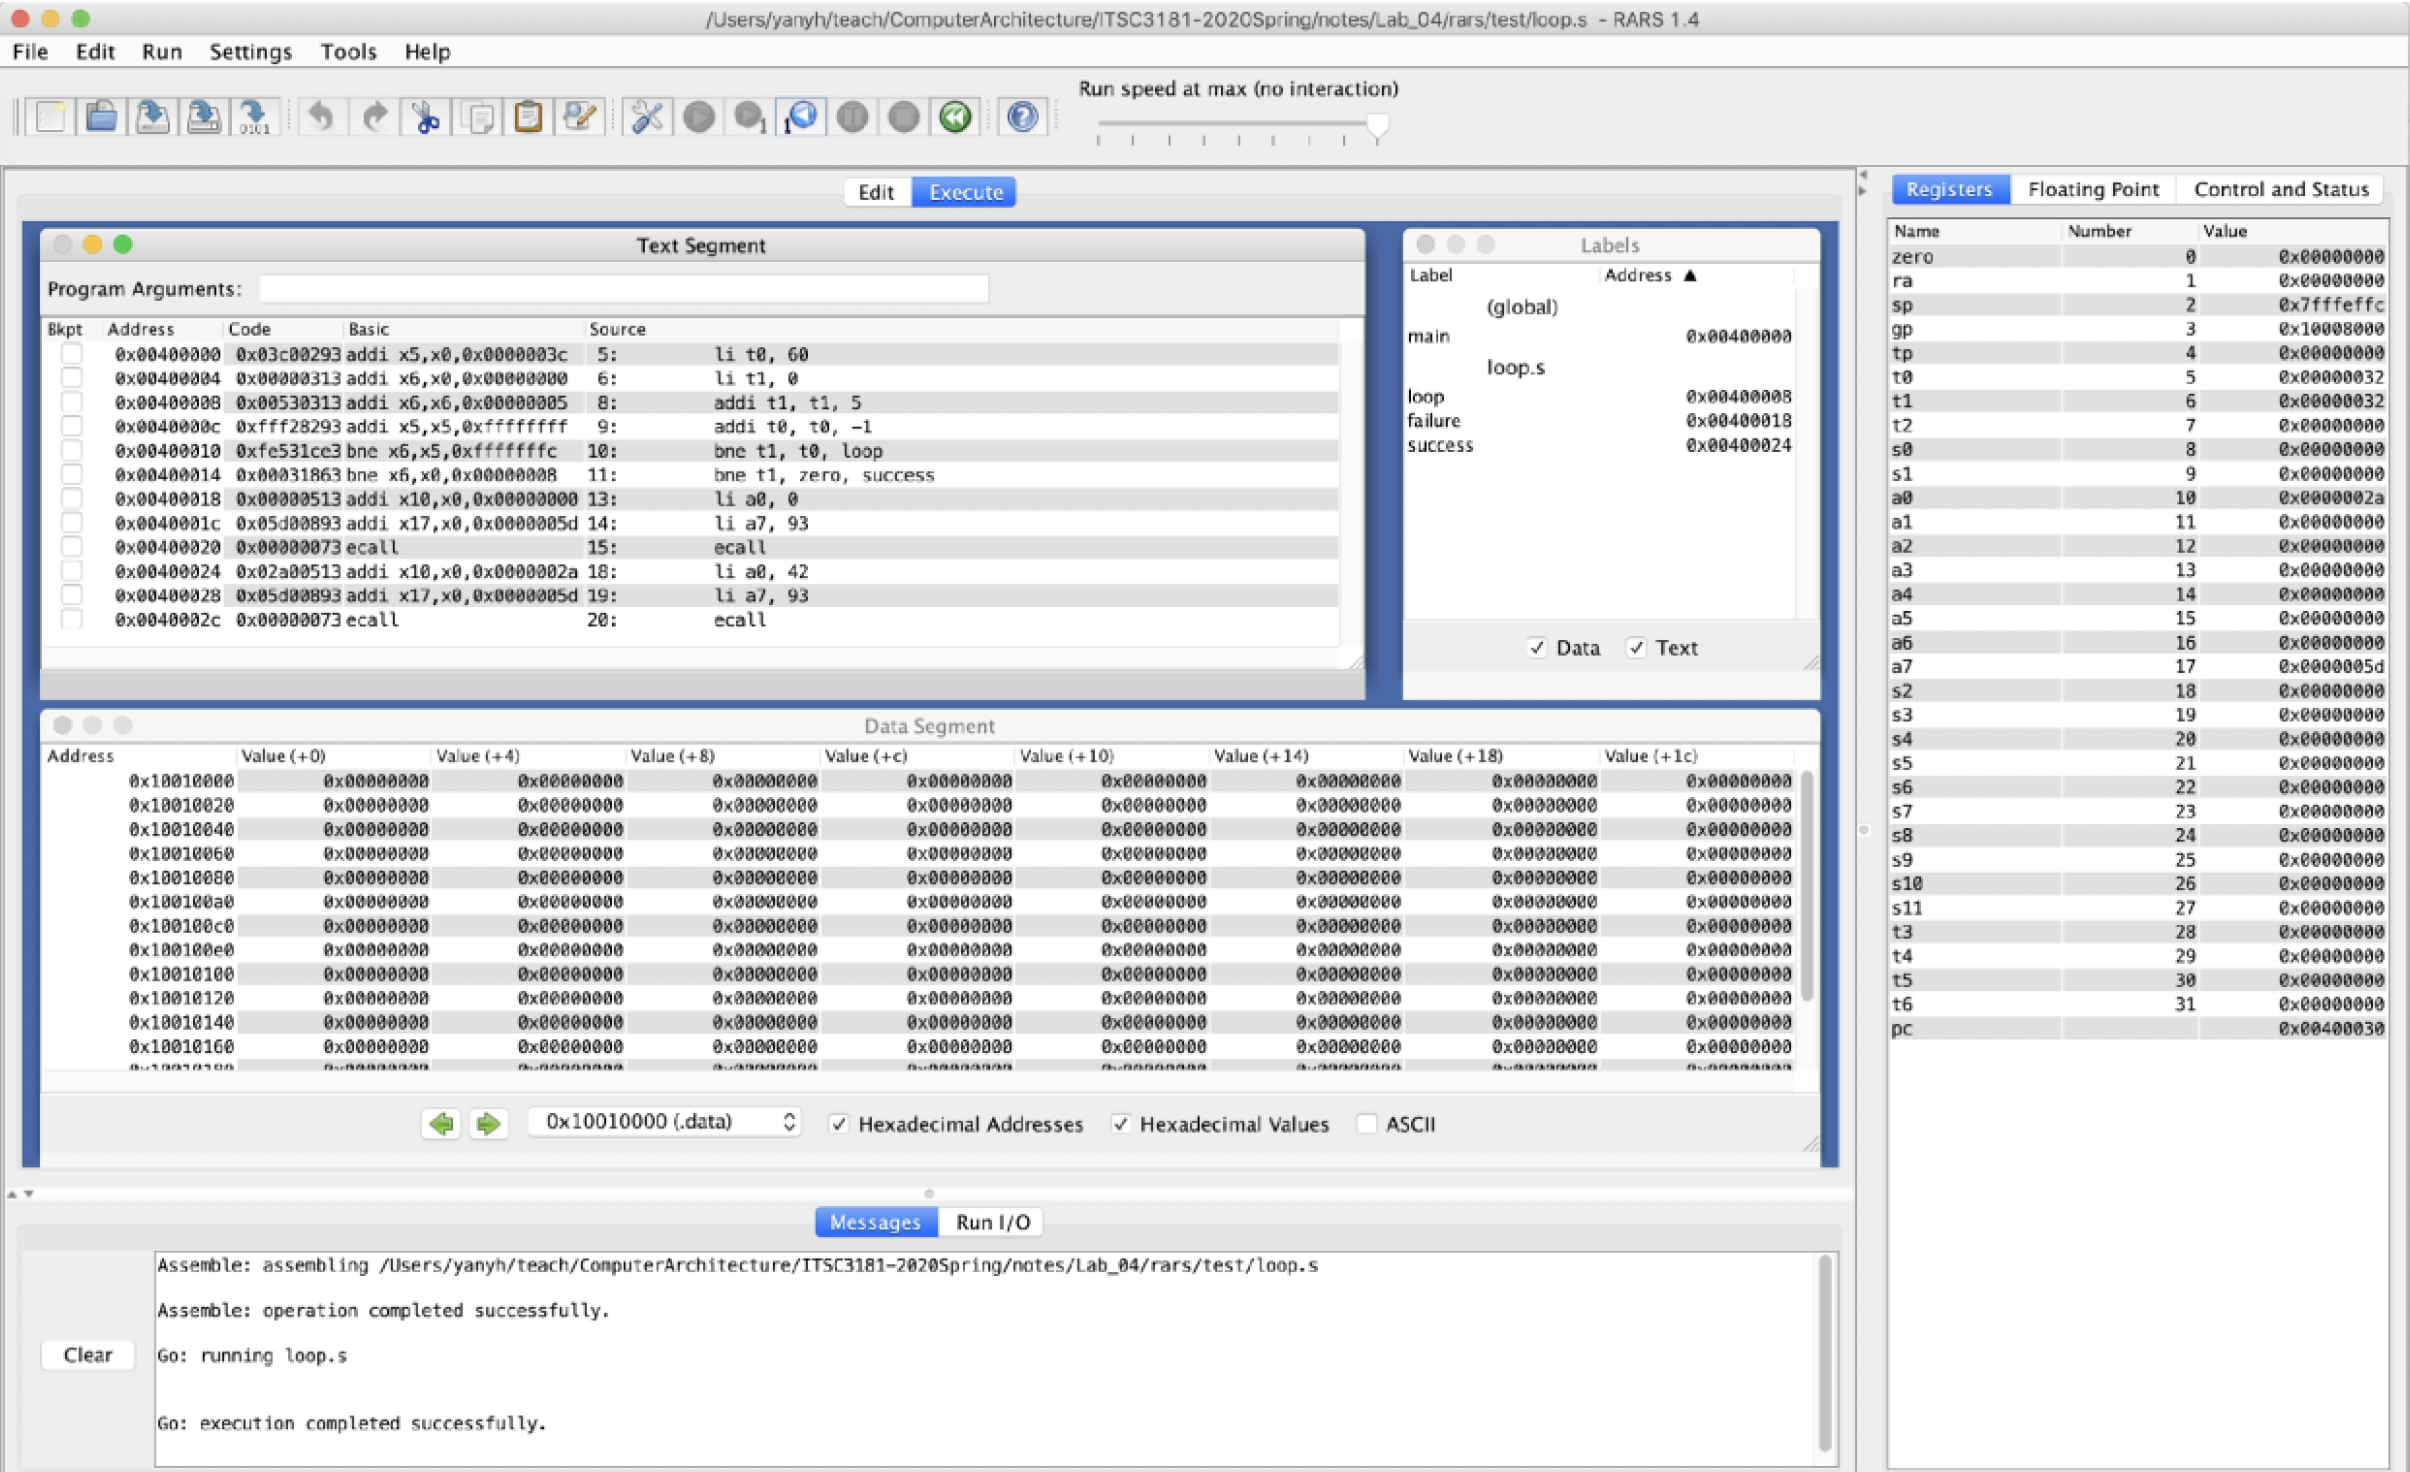 /Users/yanyh/teach/ComputerArchitecture/ITSC3181-2020Spring/notes/Lab_04/rars/test/loop.s - RARS 1.4
File Edit Run Settings Tools Help
Run speed at max (no interaction)
0101
1
1
Edit Execute
Text Segment
Program Arguments:
Bkpt Address Code Basic Source
0x00400000 0x03c00293 addi x5,x0,0x0000003c 5: li t0, 60
0x00400004 0x00000313 addi x6,x0,0x00000000 6: li t1, 0
0x00400008 0x00530313 addi x6,x6,0x00000005 8: addi t1, t1, 5
0x0040000c 0xfff28293 addi x5,x5,0xffffffff 9: addi t0, t0, -1
0x00400010 0xfe531ce3 bne x6,x5,0xfffffffc 10: bne t1, t0, loop
0x00400014 0x00031863 bne x6,x0,0x00000008 11: bne t1, zero, success
0x00400018 0x00000513 addi x10,x0,0x00000000 13: li a0, 0
0x0040001c 0x05d00893 addi x17,x0,0x0000005d 14: li a7, 93
0x00400020 0x00000073 ecall 15: ecall
0x00400024 0x02a00513 addi x10,x0,0x0000002a 18: li a0, 42
0x00400028 0x05d00893 addi x17,x0,0x0000005d 19: li a7, 93
0x0040002c 0x00000073 ecall 20: ecall
Labels
Label Address ▲
(global)
main 0x00400000
loop.s
loop 0x00400008
failure 0x00400018
success 0x00400024
Data Text
Data Segment
Address Value (+0) Value (+4) Value (+8) Value (+c) Value (+10) Value (+14) Value (+18) Value (+1c)
0x10010000 0x00000000 0x00000000 0x00000000 0x00000000 0x00000000 0x00000000 0x00000000 0x00000000
0x10010020 0x00000000 0x00000000 0x00000000 0x00000000 0x00000000 0x00000000 0x00000000 0x00000000
0x10010040 0x00000000 0x00000000 0x00000000 0x00000000 0x00000000 0x00000000 0x00000000 0x00000000
0x10010060 0x00000000 0x00000000 0x00000000 0x00000000 0x00000000 0x00000000 0x00000000 0x00000000
0x10010080 0x00000000 0x00000000 0x00000000 0x00000000 0x00000000 0x00000000 0x00000000 0x00000000
0x100100a0 0x00000000 0x00000000 0x00000000 0x00000000 0x00000000 0x00000000 0x00000000 0x00000000
0x100100c0 0x00000000 0x00000000 0x00000000 0x00000000 0x00000000 0x00000000 0x00000000 0x00000000
0x100100e0 0x00000000 0x00000000 0x00000000 0x00000000 0x00000000 0x00000000 0x00000000 0x00000000
0x10010100 0x00000000 0x00000000 0x00000000 0x00000000 0x00000000 0x00000000 0x00000000 0x00000000
0x10010120 0x00000000 0x00000000 0x00000000 0x00000000 0x00000000 0x00000000 0x00000000 0x00000000
0x10010140 0x00000000 0x00000000 0x00000000 0x00000000 0x00000000 0x00000000 0x00000000 0x00000000
0x10010160 0x00000000 0x00000000 0x00000000 0x00000000 0x00000000 0x00000000 0x00000000 0x00000000
0x10010000 (.data) Hexadecimal Addresses Hexadecimal Values ASCII
Messages Run I/O
Clear
Assemble: assembling /Users/yanyh/teach/ComputerArchitecture/ITSC3181-2020Spring/notes/Lab_04/rars/test/loop.s
Assemble: operation completed successfully.
Go: running loop.s
Go: execution completed successfully.
Registers Floating Point Control and Status
Name Number Value
zero 0 0x00000000
ra 1 0x00000000
sp 2 0x7fffeffc
gp 3 0x10008000
tp 4 0x00000000
t0 5 0x00000032
t1 6 0x00000032
t2 7 0x00000000
s0 8 0x00000000
s1 9 0x00000000
a0 10 0x0000002a
a1 11 0x00000000
a2 12 0x00000000
a3 13 0x00000000
a4 14 0x00000000
a5 15 0x00000000
a6 16 0x00000000
a7 17 0x0000005d
s2 18 0x00000000
s3 19 0x00000000
s4 20 0x00000000
s5 21 0x00000000
s6 22 0x00000000
s7 23 0x00000000
s8 24 0x00000000
s9 25 0x00000000
s10 26 0x00000000
s11 27 0x00000000
t3 28 0x00000000
t4 29 0x00000000
t5 30 0x00000000
t6 31 0x00000000
pc 0x00400030